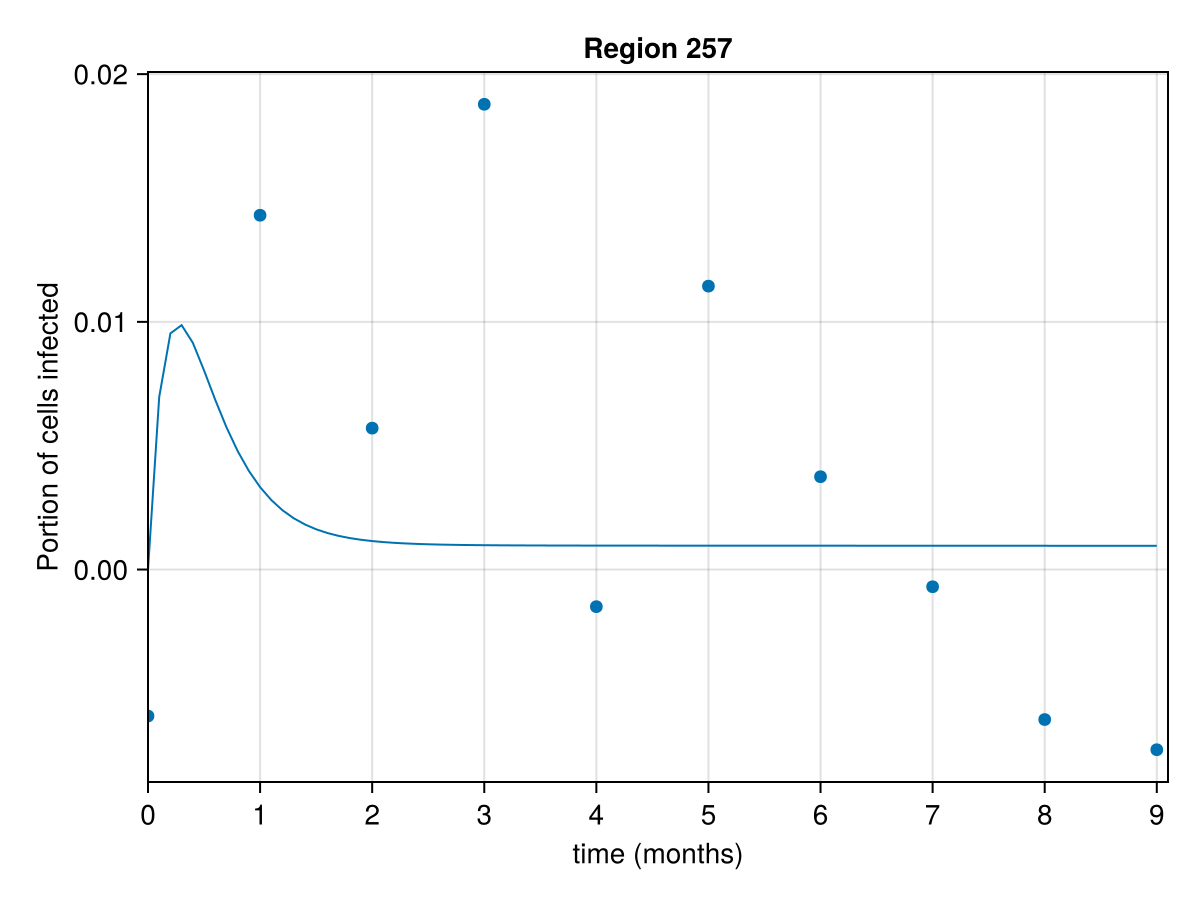 Region 257
Portion of cells infected
0.02
0.01
0.00
0 1 2 3 4 5 6 7 8 9
time (months)